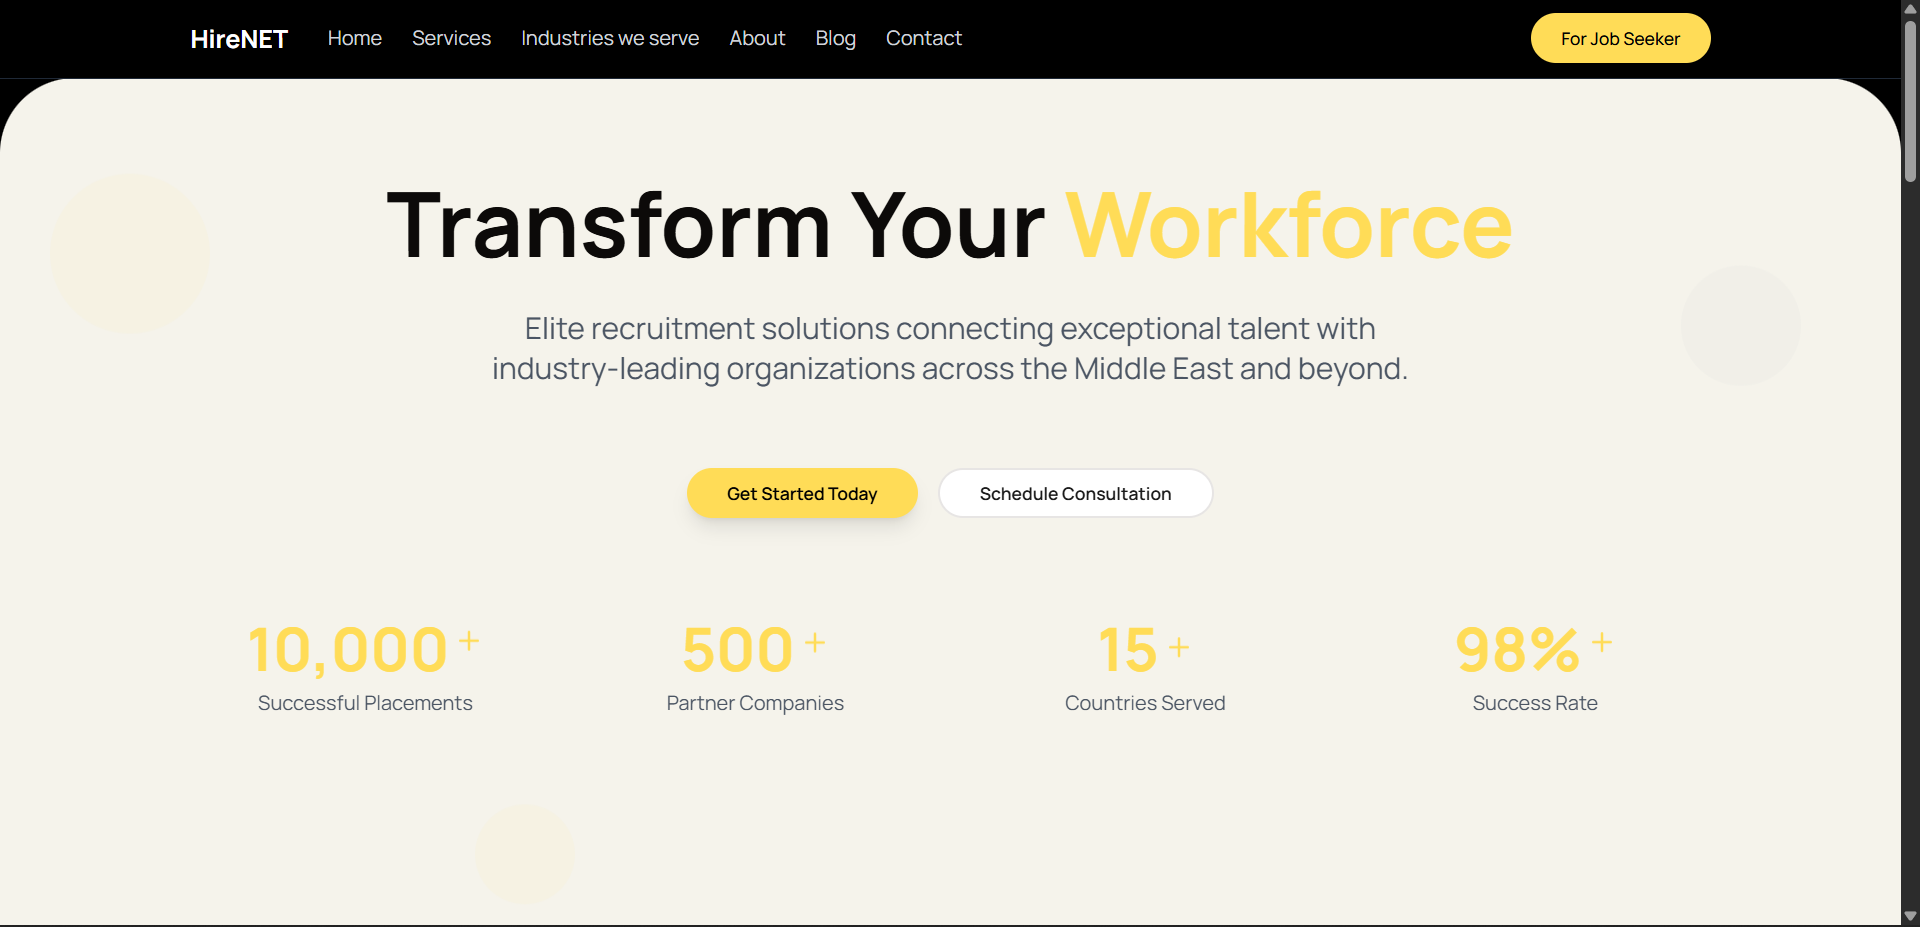 HireNET Home Services Industries we serve About Blog Contact For Job Seeker
Transform Your Workforce
Elite recruitment solutions connecting exceptional talent with
industry-leading organizations across the Middle East and beyond.
Get Started Today Schedule Consultation
10,000 + 500 + 15 + 98% +
Successful Placements Partner Companies Countries Served Success Rate